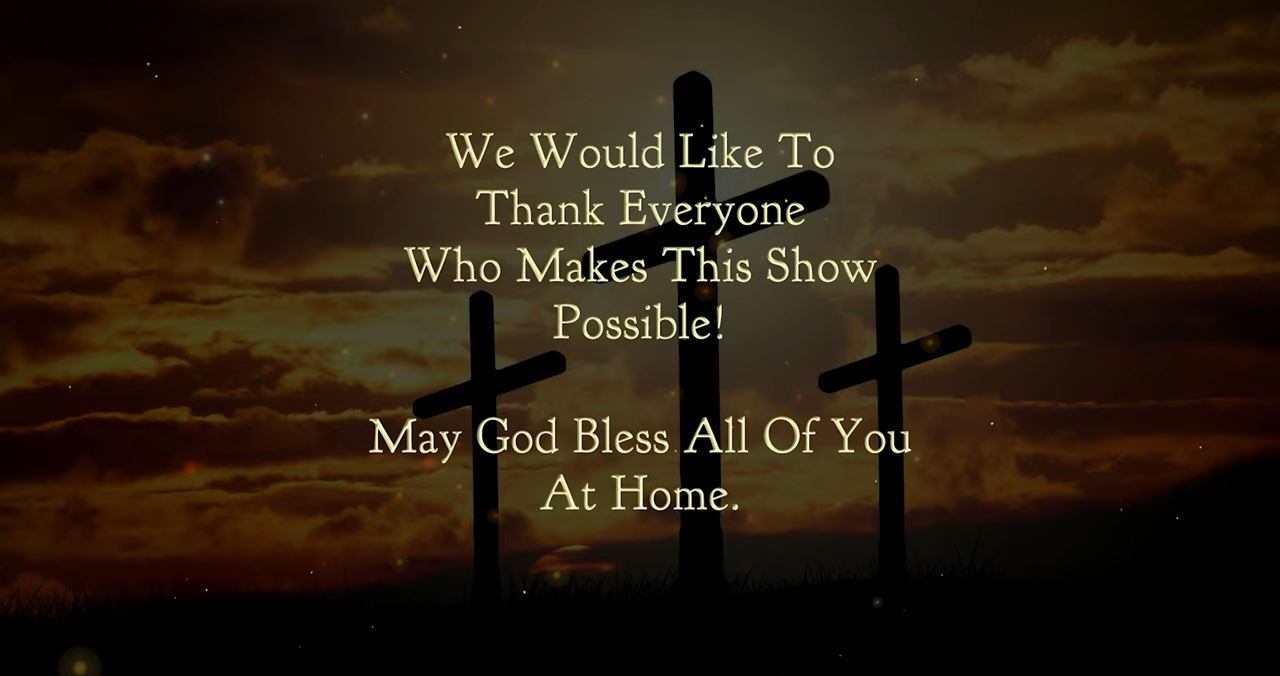 We Would Like To
Thank Everyone
Who Makes This Show
Possible!
May God Bless All Of You
At Home.